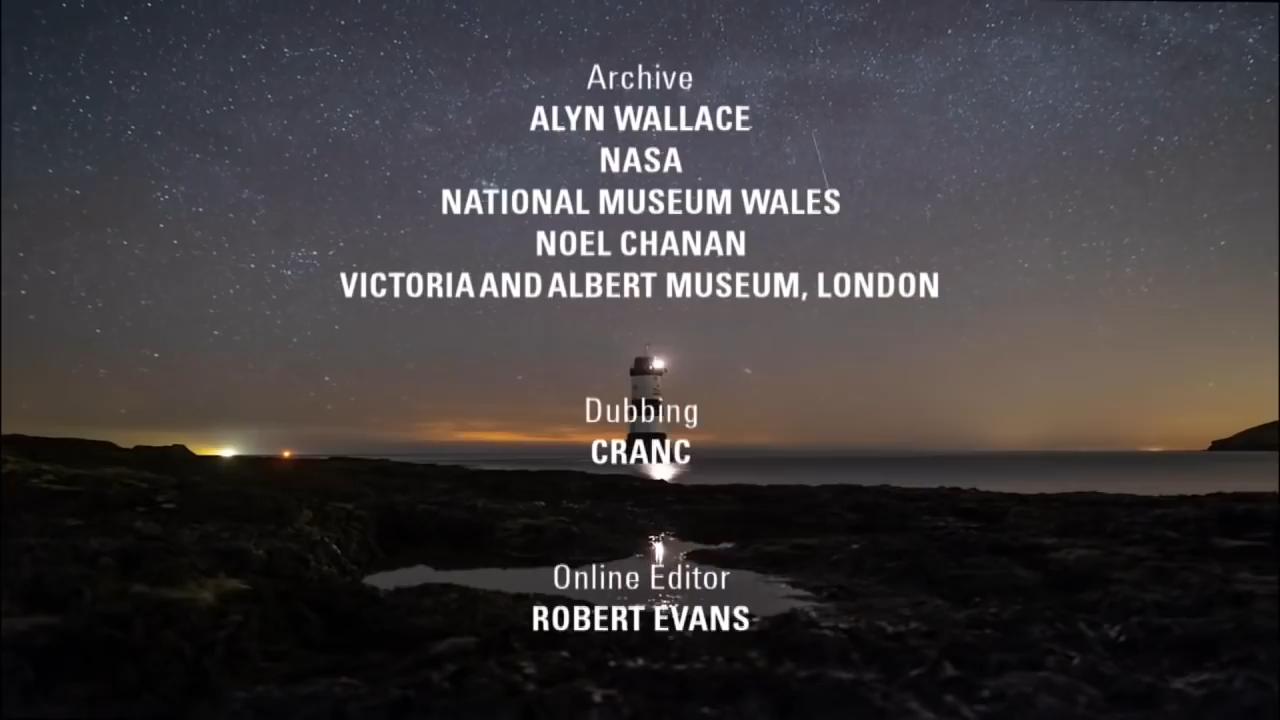 Archive
ALYN WALLACE
NASA
NATIONAL MUSEUM WALES
NOEL CHANAN
VICTORIA AND ALBERT MUSEUM, LONDON
Dubbing
CRANC
Online Editor
ROBERT EVANS